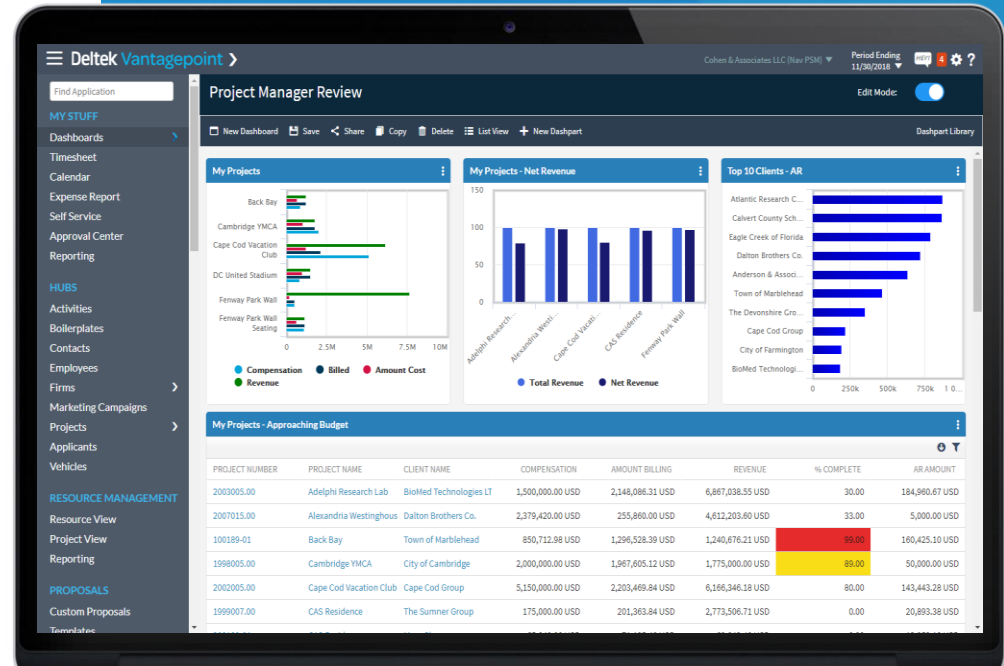 Deltek Vantagepoint
Cohen & Associates LLC (Nav PSM)
Period Ending
11/30/2018
HEY!
4
?
Find Application
MY STUFF
Dashboards
Timesheet
Calendar
Expense Report
Self Service
Approval Center
Reporting
HUBS
Activities
Boilerplates
Contacts
Employees
Firms
Marketing Campaigns
Projects
Applicants
Vehicles
RESOURCE MANAGEMENT
Resource View
Project View
Reporting
PROPOSALS
Custom Proposals
Templates
Project Manager Review
Edit Mode:
New Dashboard Save Share Copy Delete List View New Dashpart Dashpart Library
My Projects
Back Bay
Cambridge YMCA
Cape Cod Vacation
Club
DC United Stadium
Fenway Park Wall
Fenway Park Wall
Seating
0 2.5M 5M 7.5M 10M
Compensation Billed Amount Cost
Revenue
My Projects - Net Revenue
150
100
50
0
Adelphi Research...
Alexandria Westi...
Cape Cod Vacati...
CAS Residence
Fenway Park Wall
Total Revenue Net Revenue
Top 10 Clients - AR
Atlantic Research C...
Calvert County Sch...
Eagle Creek of Florida
Dalton Brothers Co.
Anderson & Associ...
Town of Marblehead
The Devonshire Cro...
Cape Cod Group
City of Farmington
BioMed Technologi...
0 250k 500k 750k 1 0...
My Projects - Approaching Budget
PROJECT NUMBER PROJECT NAME CLIENT NAME COMPENSATION AMOUNT BILLING REVENUE % COMPLETE AR AMOUNT
2003005.00 Adelphi Research Lab BioMed Technologies LT 1,500,000.00 USD 2,148,086.31 USD 6,867,038.55 USD 30.00 184,960.67 USD
2007015.00 Alexandria Westinghous Dalton Brothers Co. 2,379,420.00 USD 255,860.00 USD 4,612,203.60 USD 33.00 5,000.00 USD
100189-01 Back Bay Town of Marblehead 850,712.98 USD 1,296,528.39 USD 1,240,676.21 USD 99.00 160,425.10 USD
1998005.00 Cambridge YMCA City of Cambridge 2,000,000.00 USD 1,967,605.12 USD 1,775,000.00 USD 89.00 50,000.00 USD
2002005.00 Cape Cod Vacation Club Cape Cod Group 5,150,000.00 USD 2,203,469.84 USD 6,166,346.18 USD 80.00 143,443.28 USD
1999007.00 CAS Residence The Sumner Group 175,000.00 USD 201,363.84 USD 2,773,506.71 USD 0.00 20,893.38 USD